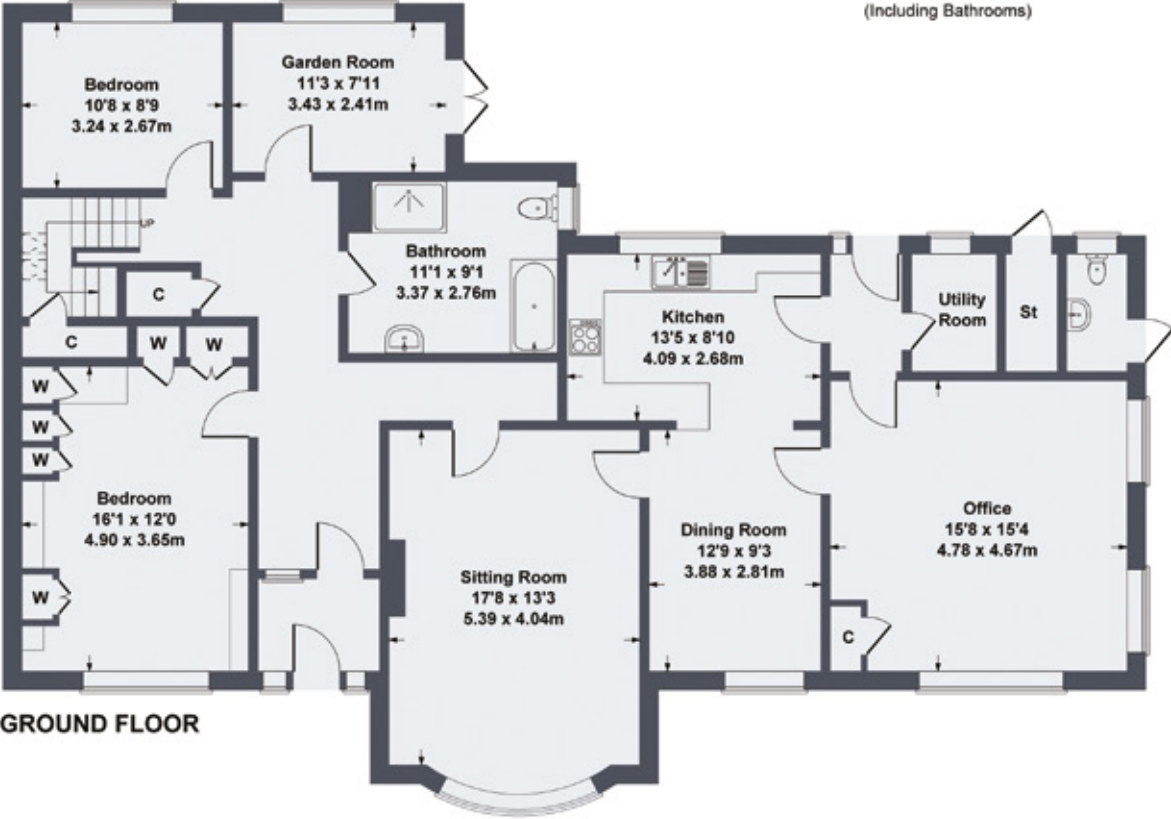 (Including Bathrooms)
Bedroom
10'8 x 8'9
3.24 x 2.67m
Garden Room
11'3 x 7'11
3.43 x 2.41m
UP
Bathroom
11'1 x 9'1
3.37 x 2.76m
C
C
W
W
Kitchen
13'5 x 8'10
4.09 x 2.68m
Utility
Room
St
W
W
W
Bedroom
16'1 x 12'0
4.90 x 3.65m
W
Sitting Room
17'8 x 13'3
5.39 x 4.04m
Dining Room
12'9 x 9'3
3.88 x 2.81m
Office
15'8 x 15'4
4.78 x 4.67m
C
GROUND FLOOR